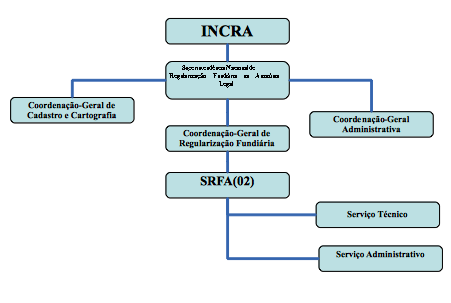 INCRA
Superintendência Nacional de
Regularização Fundiária na Amazônia
Legal
Coordenação-Geral de
Cadastro e Cartografia
Coordenação-Geral de
Regularização Fundiária
Coordenação-Geral
Administrativa
SRFA(02)
Serviço Técnico
Serviço Administrativo